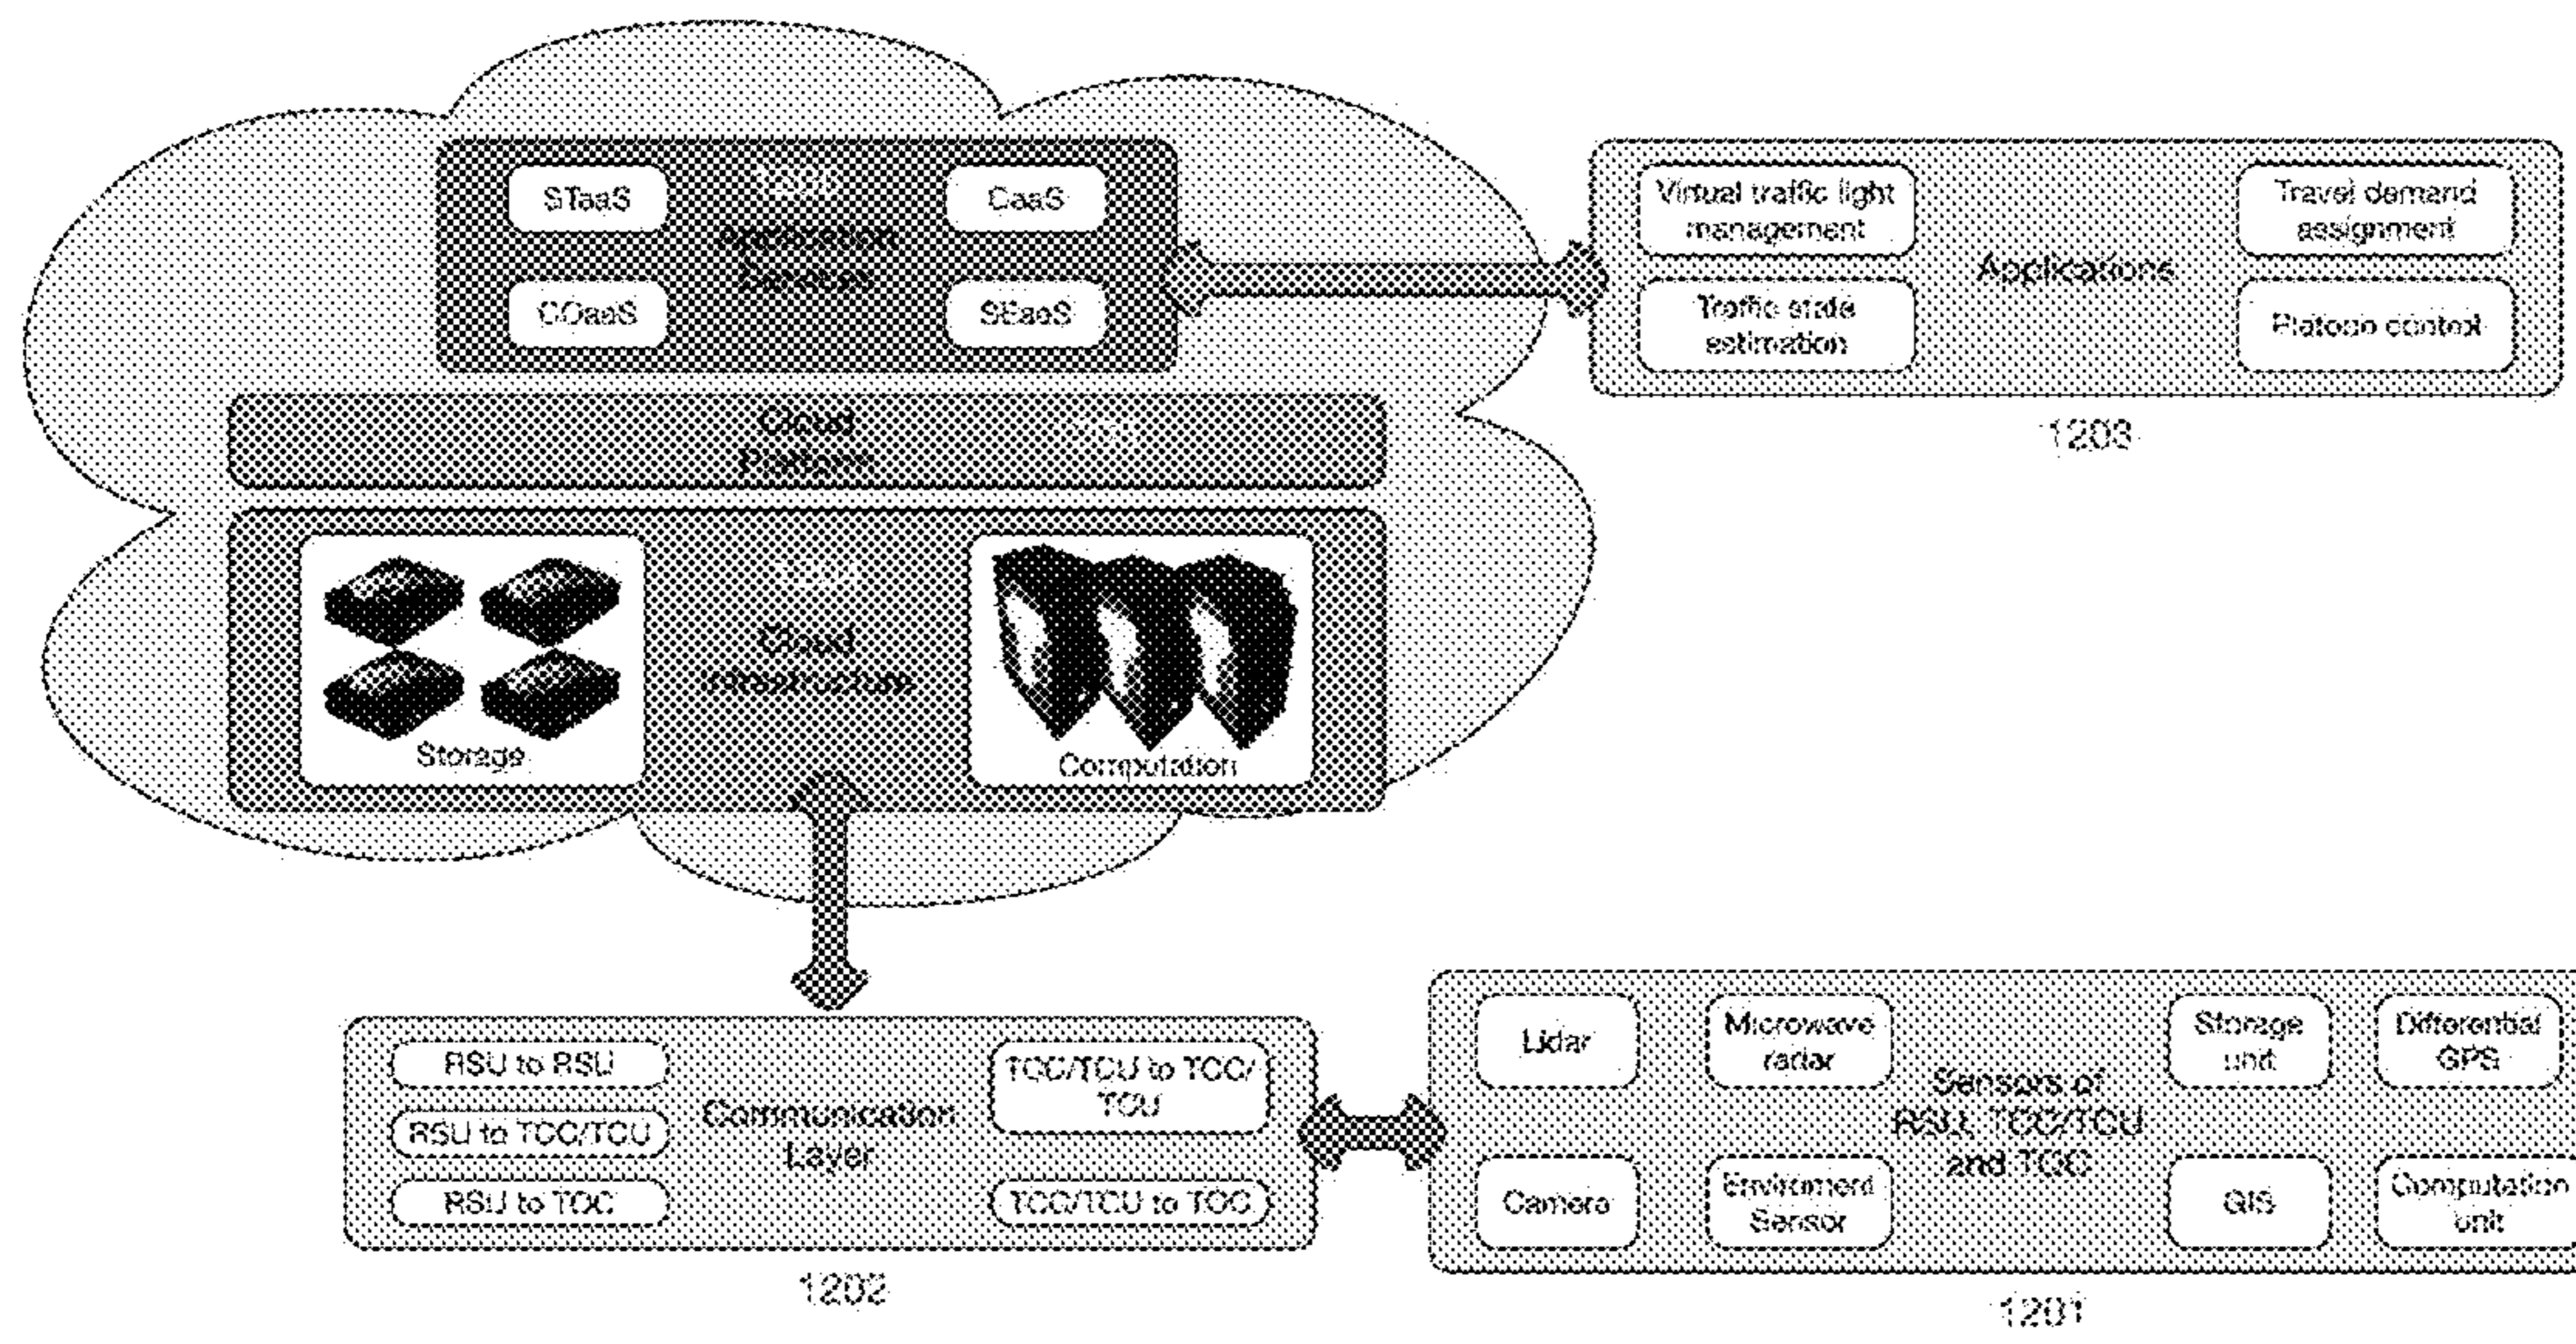 STaaS
CaaS
Application
COaaS
SEaaS
Virtual traffic light
management
Travel demand
assignment
Applications
Traffic state
estimation
Platoon control
1203
Cloud
Platform
Cloud
Infrastructure
Storage
Computation
RSU to RSU
RSU to TCC/TCU
RSU to TOC
Communication
Layer
TCC/TCU to TCC/
TCU
TCC/TCU to TOC
1202
Lidar
Microwave
radar
Storage
unit
Differential
GPS
Sensors of
RSU, TCC/TCU
and TOC
Camera
Enviroment
Sensor
GIS
Computation
unit
1201